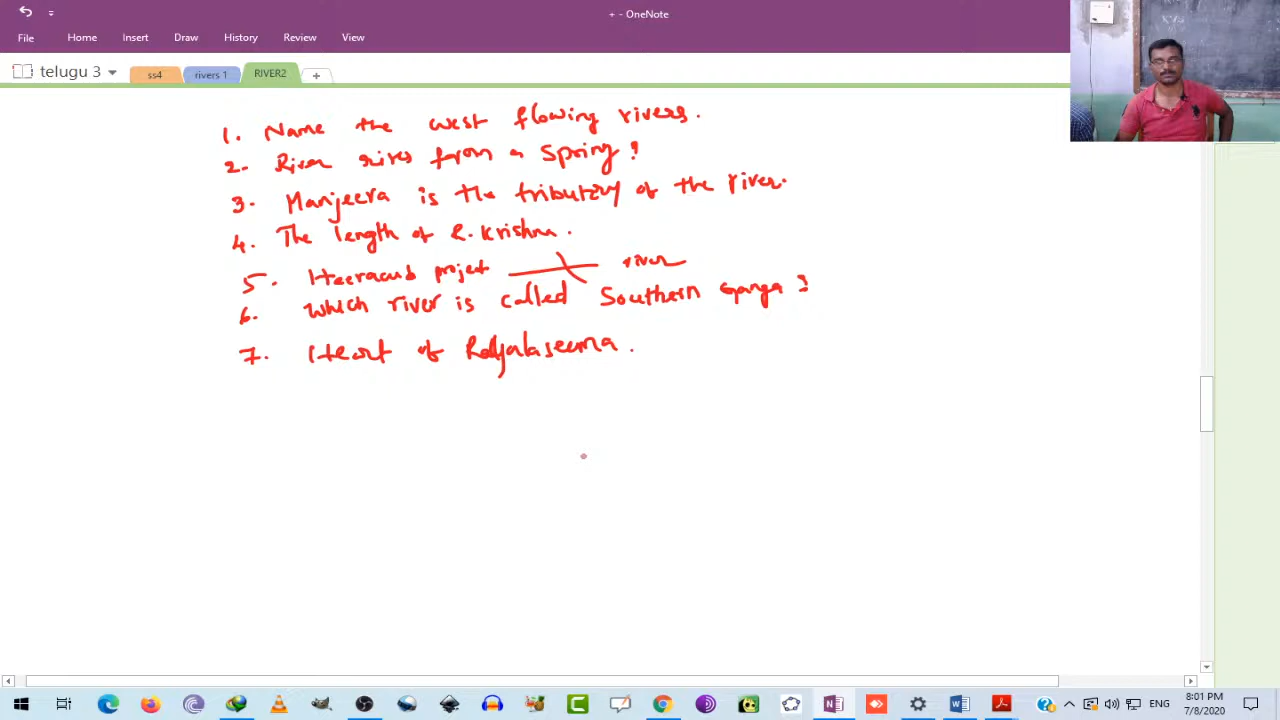 + - OneNote
File Home Insert Draw History Review View
telugu 3 ss4 rivers 1 RIVER2 +
1. Name the west flowing rivers.
2. River rises from a spring?
3. Manjeera is the tributary of the river.
4. The length of R. Krishna.
5. Heeracud project river
6. Which river is called Southern Ganga?
7. Heart of Rayalaseema.
ENG
8:01 PM
7/8/2020